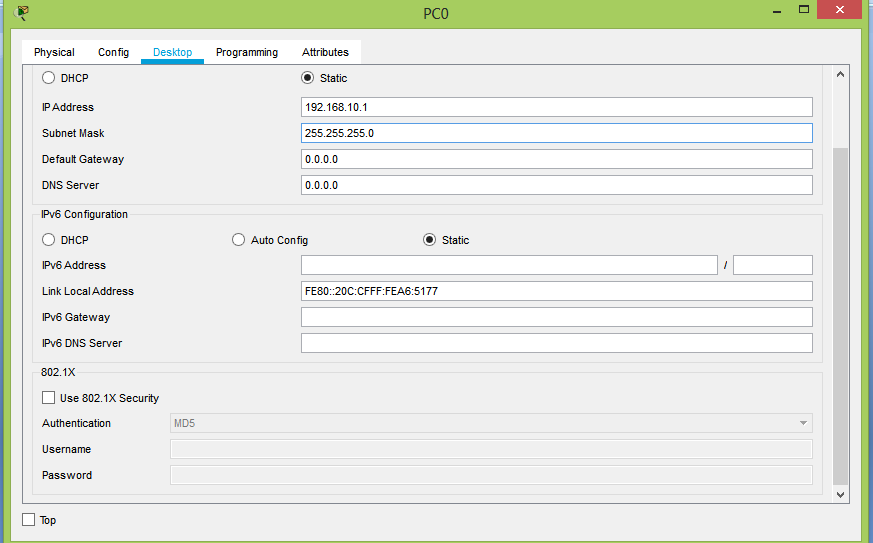 PC0
Physical Config Desktop Programming Attributes
DHCP Static
IP Address 192.168.10.1
Subnet Mask 255.255.255.0
Default Gateway 0.0.0.0
DNS Server 0.0.0.0
IPv6 Configuration
DHCP Auto Config Static
IPv6 Address /
Link Local Address FE80::20C:CFFF:FEA6:5177
IPv6 Gateway
IPv6 DNS Server
802.1X
Use 802.1X Security
Authentication MD5
Username
Password
Top